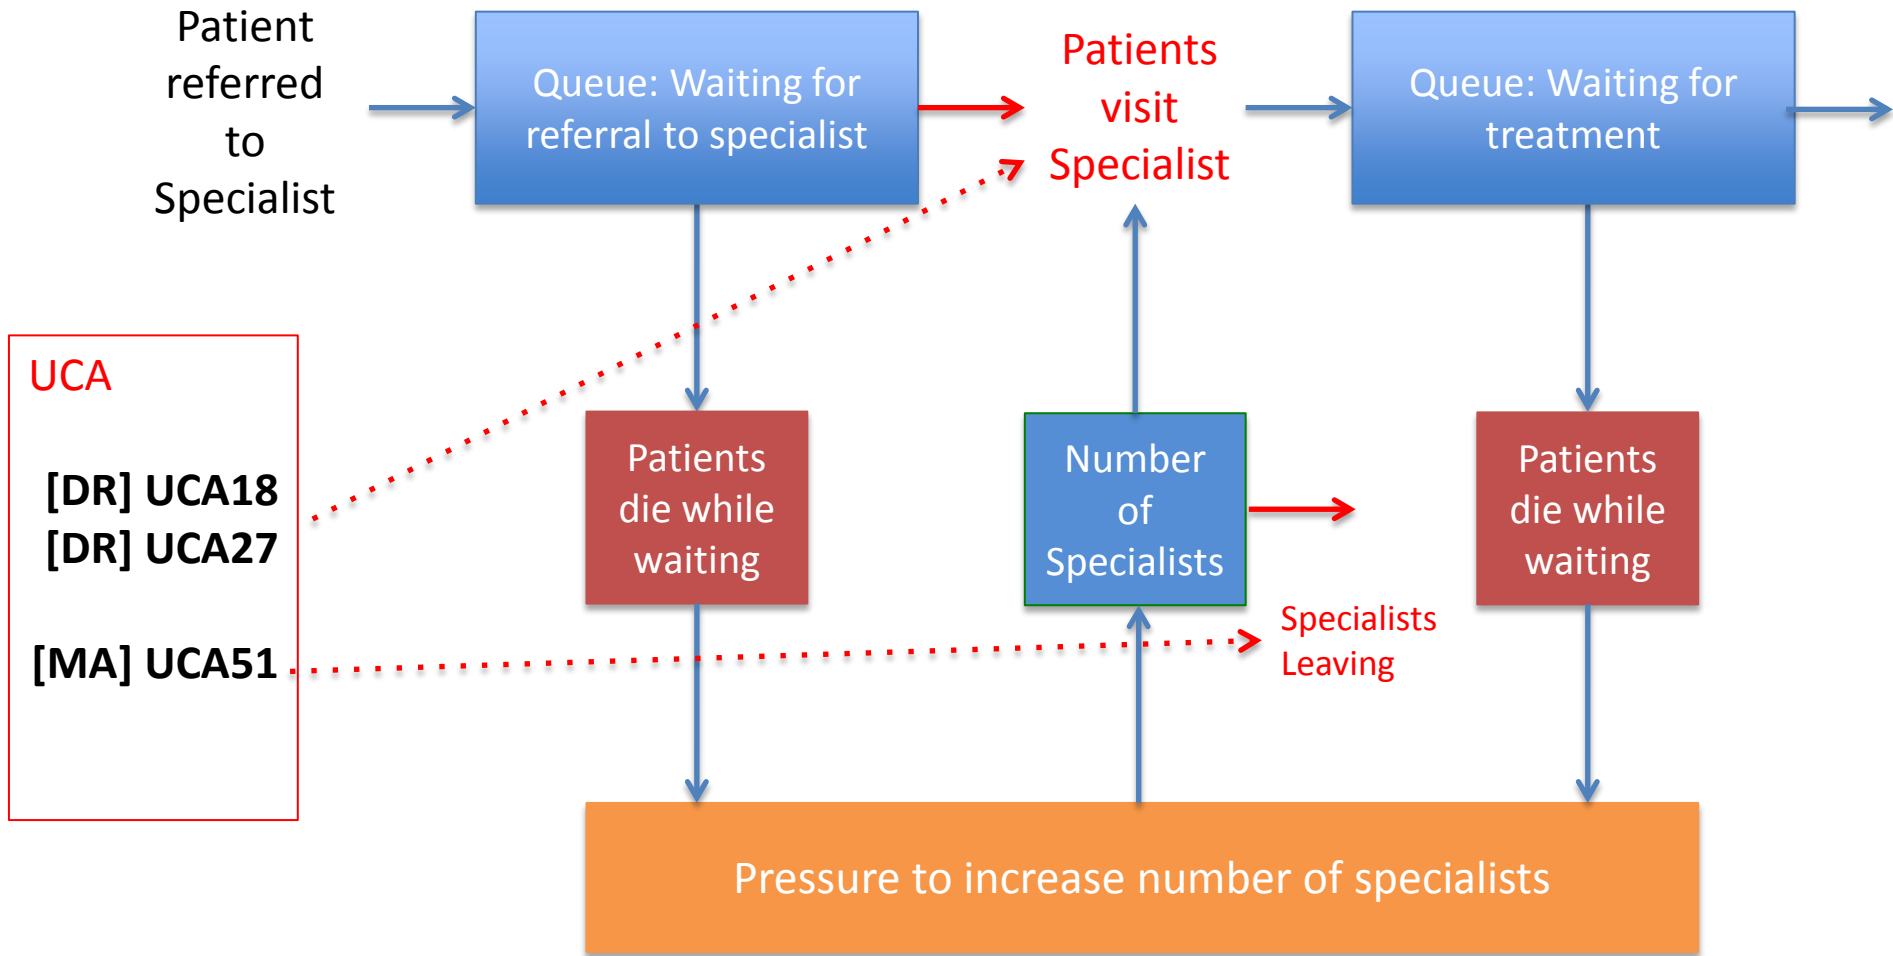 Patient
referred
to
Specialist
Queue: Waiting for
referral to specialist
Patients
visit
Specialist
Queue: Waiting for
treatment
UCA
[DR] UCA18
[DR] UCA27
[MA] UCA51
Patients
die while
waiting
Number
of
Specialists
Specialists
Leaving
Patients
die while
waiting
Pressure to increase number of specialists